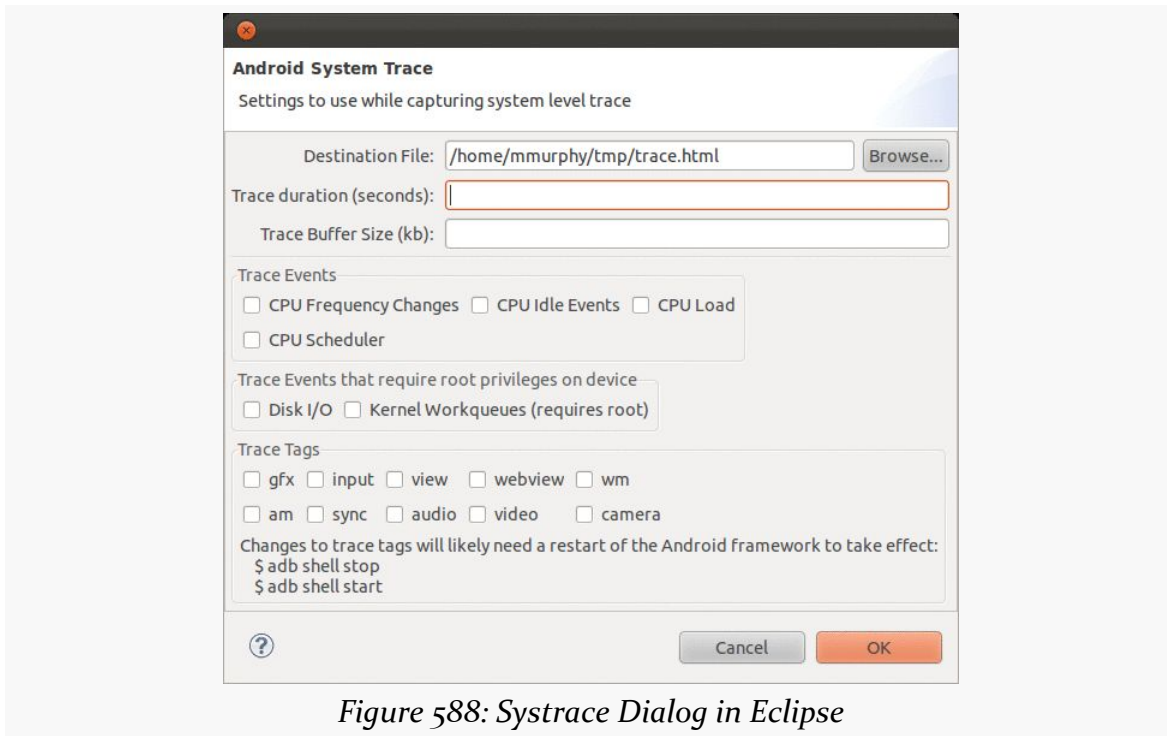 Android System Trace
Settings to use while capturing system level trace
Destination File: /home/mmurphy/tmp/trace.html Browse...
Trace duration (seconds):
Trace Buffer Size (kb):
Trace Events
CPU Frequency Changes CPU Idle Events CPU Load
CPU Scheduler
Trace Events that require root privileges on device
Disk I/O Kernel Workqueues (requires root)
Trace Tags
gfx input view webview wm
am sync audio video camera
Changes to trace tags will likely need a restart of the Android framework to take effect:
$ adb shell stop
$ adb shell start
? Cancel OK
Figure 588: Systrace Dialog in Eclipse